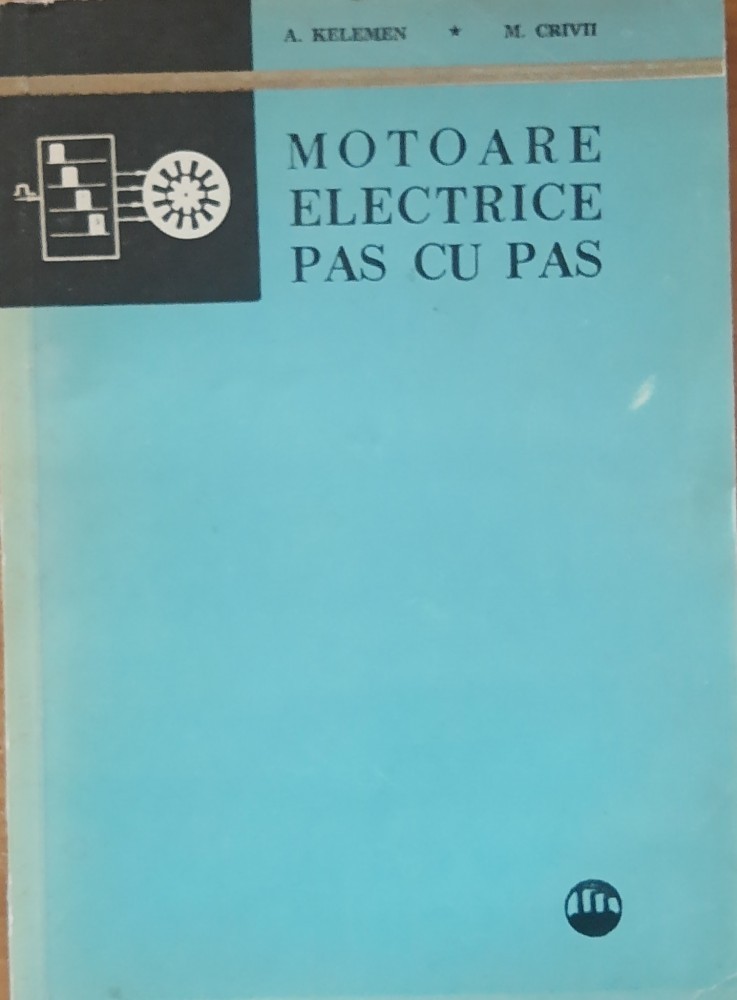 A. KELEMEN * M. CRIVII
MOTOARE
ELECTRICE
PAS CU PAS